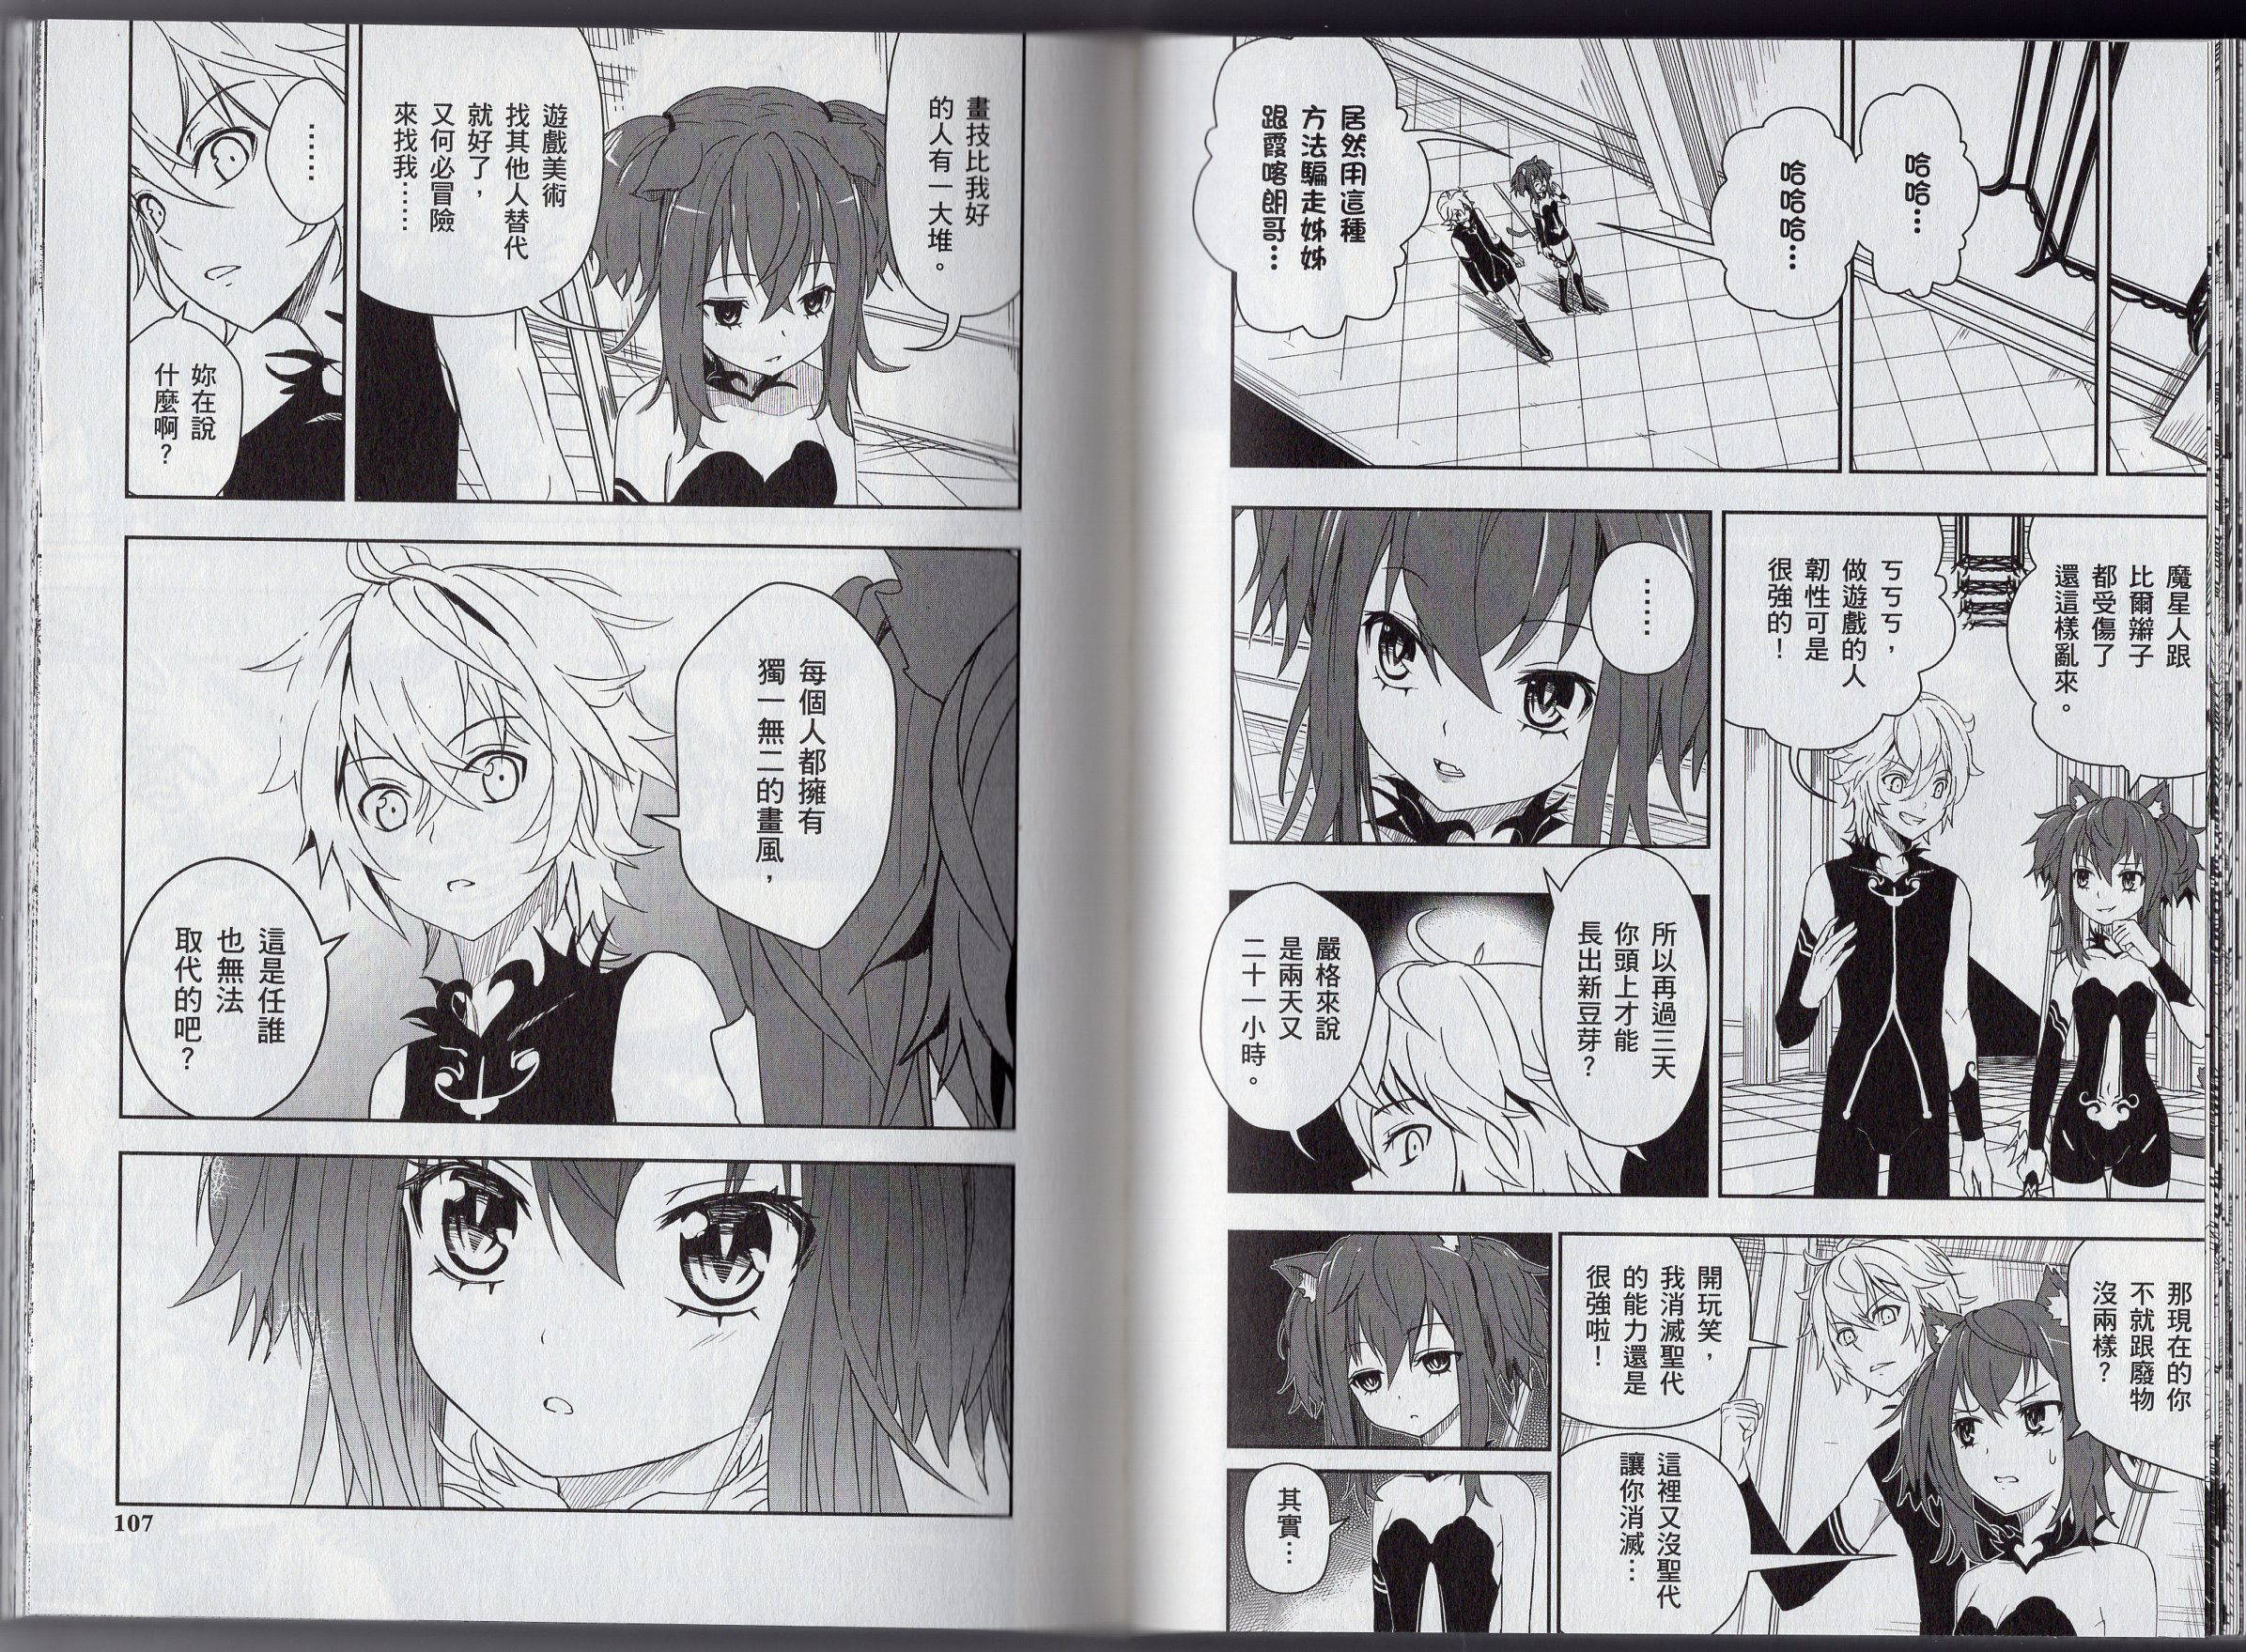 哈
哈…
哈哈
哈哈…
居然用這種
方法騙走姊姊
跟霞喀朗哥…
魔星人跟
比爾辮子
都受傷了
還這樣亂來。
ㄎㄎㄎ，
做遊戲的人
韌性可是
很強的！
……
所以再過三天
你頭上才能
長出新豆芽？
嚴格來說
是兩天又
二十一小時。
那現在的你
不就跟廢物
沒兩樣？
開玩笑，
我消滅聖代
的能力還是
很強啦！
這裡又沒聖代
讓你消滅…
其實…
畫技比我好
的人有一大堆。
遊戲美術
找其他人替代
就好了，
又何必冒險
來找我……
……
妳在說
什麼啊？
每個人都擁有
獨一無二的畫風，
這是任誰
也無法
取代的吧？
107